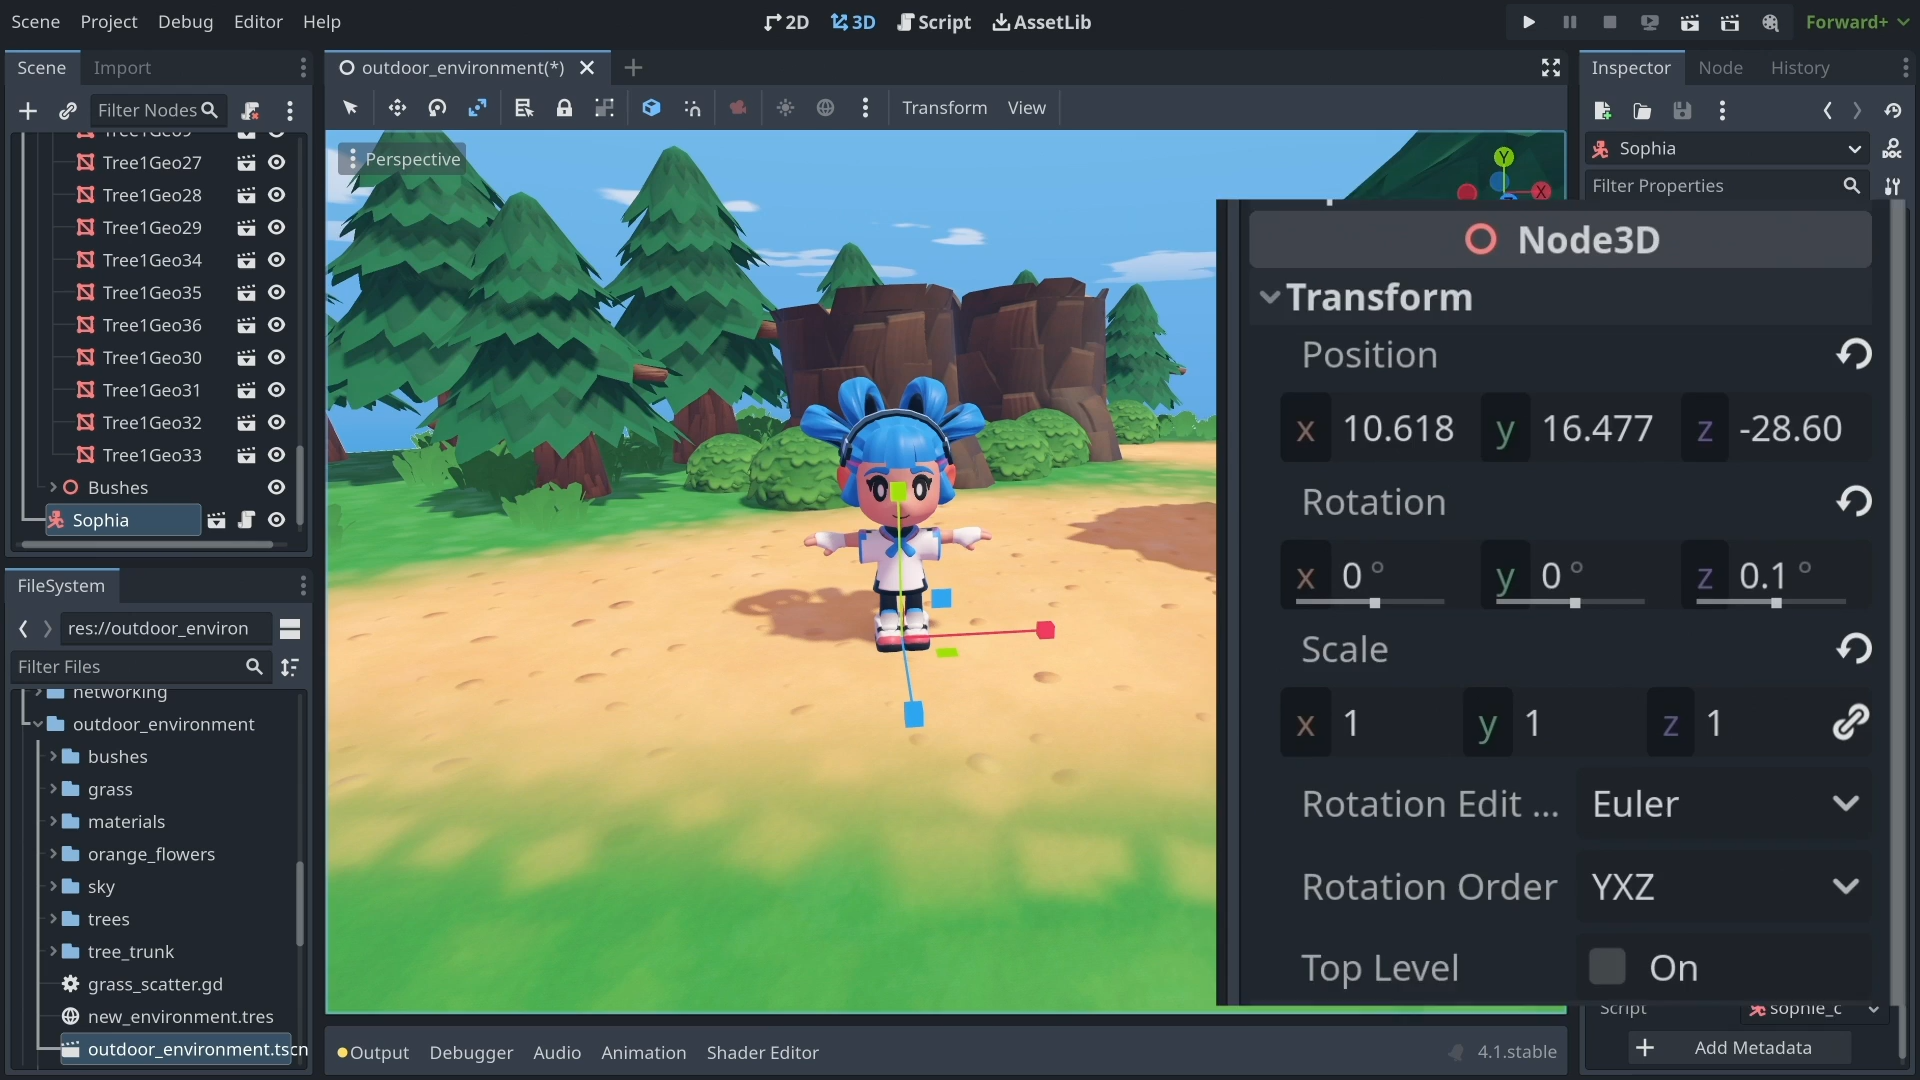 Scene Project Debug Editor Help
2D 3D Script AssetLib
Forward+
Scene Import
Filter Nodes
Tree1Geo27
Tree1Geo28
Tree1Geo29
Tree1Geo34
Tree1Geo35
Tree1Geo36
Tree1Geo30
Tree1Geo31
Tree1Geo32
Tree1Geo33
Bushes
Sophia
FileSystem
res://outdoor_environ
Filter Files
networking
outdoor_environment
bushes
grass
materials
orange_flowers
sky
trees
tree_trunk
grass_scatter.gd
new_environment.tres
outdoor_environment.tscn
outdoor_environment(*)
Transform View
Perspective
Y
X
Output Debugger Audio Animation Shader Editor
4.1.stable
Inspector Node History
Sophia
DOC
Filter Properties
Node3D
Transform
Position
x 10.618 y 16.477 z -28.60
Rotation
x 0 ° y 0 ° z 0.1 °
Scale
x 1 y 1 z 1
Rotation Edit ... Euler
Rotation Order YXZ
Top Level On
Script sophie_c
Add Metadata